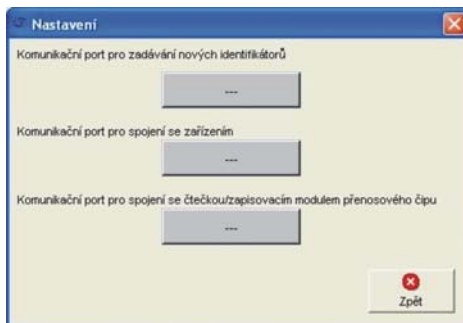 Nastavení
Komunikační port pro zadávání nových identifikátorů
---
Komunikační port pro spojení se zařízením
---
Komunikační port pro spojení se čtečkou/zapisovacím modulem přenosového čipu
---
Zpět